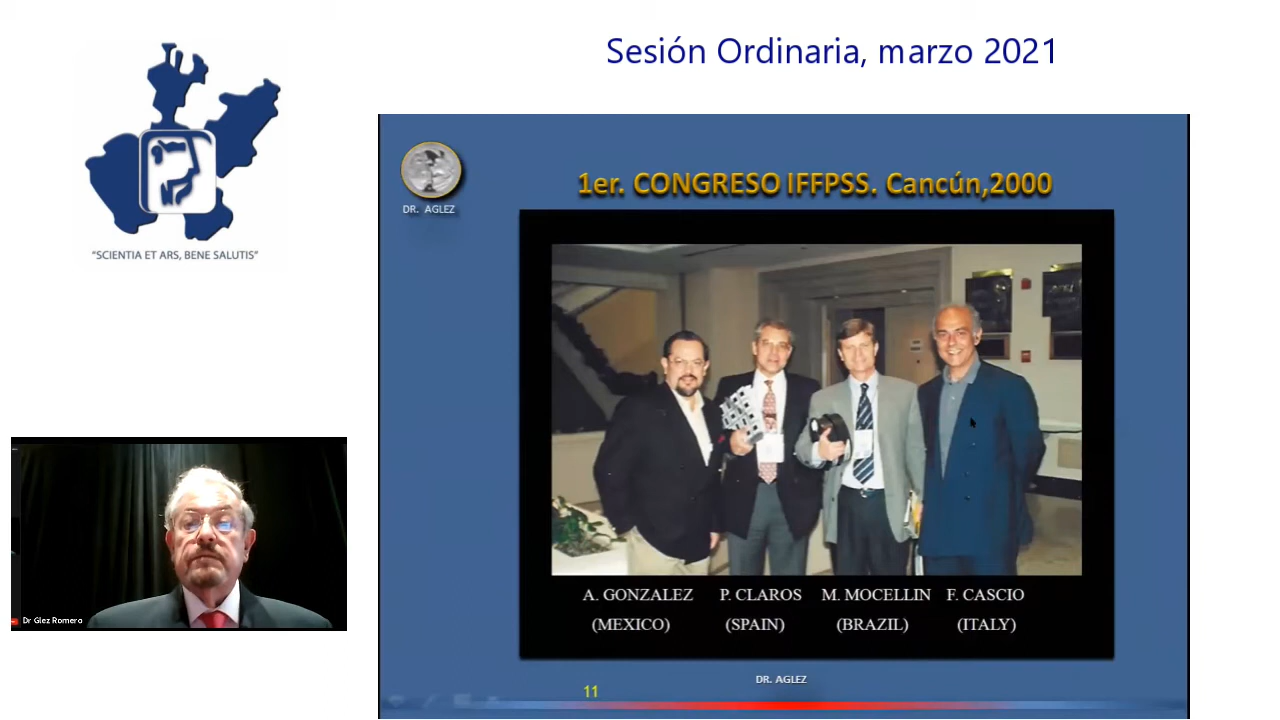 Sesión Ordinaria, marzo 2021
"SCIENTIA ET ARS, BENE SALUTIS"
DR. AGLEZ
1er. CONGRESO IFFPSS. Cancún,2000
A. GONZALEZ P. CLAROS M. MOCELLIN F. CASCIO
(MEXICO) (SPAIN) (BRAZIL) (ITALY)
Dr Glez Romero
DR. AGLEZ
11